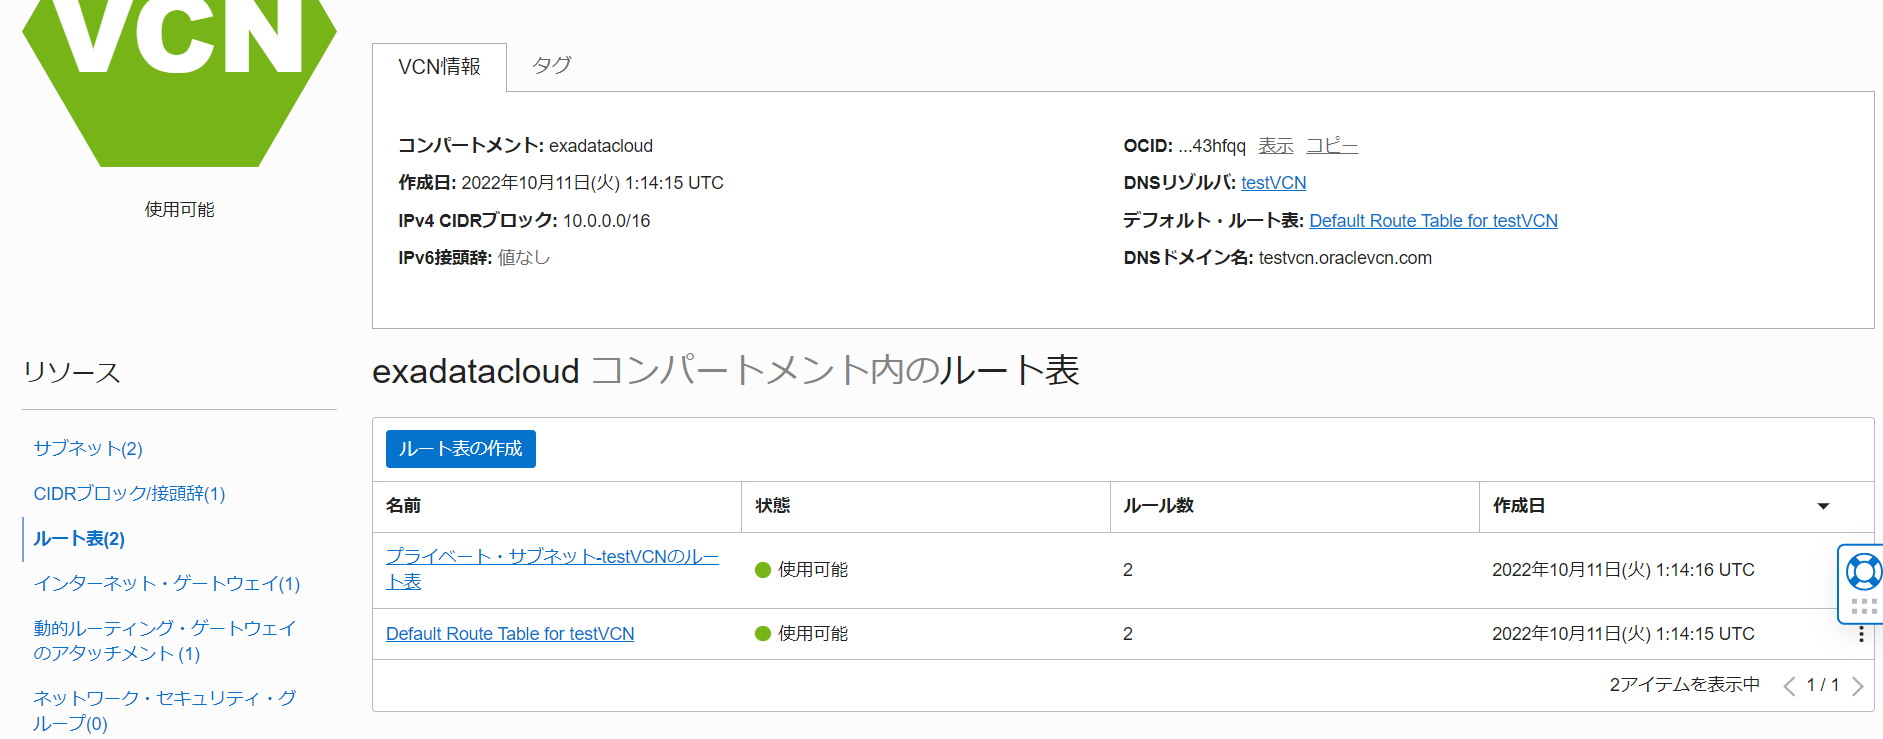 VCN
使用可能
VCN情報
タグ
コンパートメント: exadatacloud
作成日: 2022年10月11日(火) 1:14:15 UTC
IPv4 CIDRブロック: 10.0.0.0/16
IPv6接頭辞: 値なし
OCID: ...43hfqq 表示 コピー
DNSリゾルバ: testVCN
デフォルト・ルート表: Default Route Table for testVCN
DNSドメイン名: testvcn.oraclevcn.com
リソース
サブネット(2)
CIDRブロック/接頭辞(1)
ルート表(2)
インターネット・ゲートウェイ(1)
動的ルーティング・ゲートウェイ
のアタッチメント (1)
ネットワーク・セキュリティ・グ
ループ(0)
exadatacloud コンパートメント内のルート表
ルート表の作成
名前 状態 ルール数 作成日
プライベート・サブネット-testVCNのルー
ト表
使用可能 2 2022年10月11日(火) 1:14:16 UTC
Default Route Table for testVCN 使用可能 2 2022年10月11日(火) 1:14:15 UTC
2アイテムを表示中 1 / 1